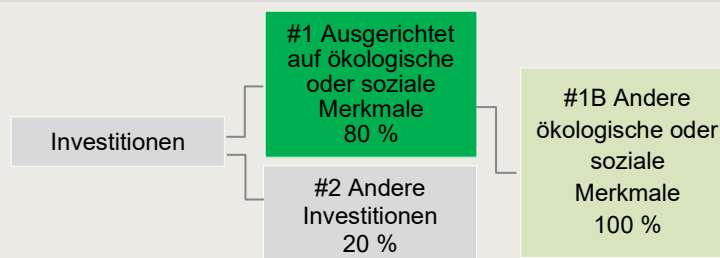 Investitionen
#1 Ausgerichtet
auf ökologische
oder soziale
Merkmale
80 %
#2 Andere
Investitionen
20 %
#1B Andere
ökologische oder
soziale
Merkmale
100 %